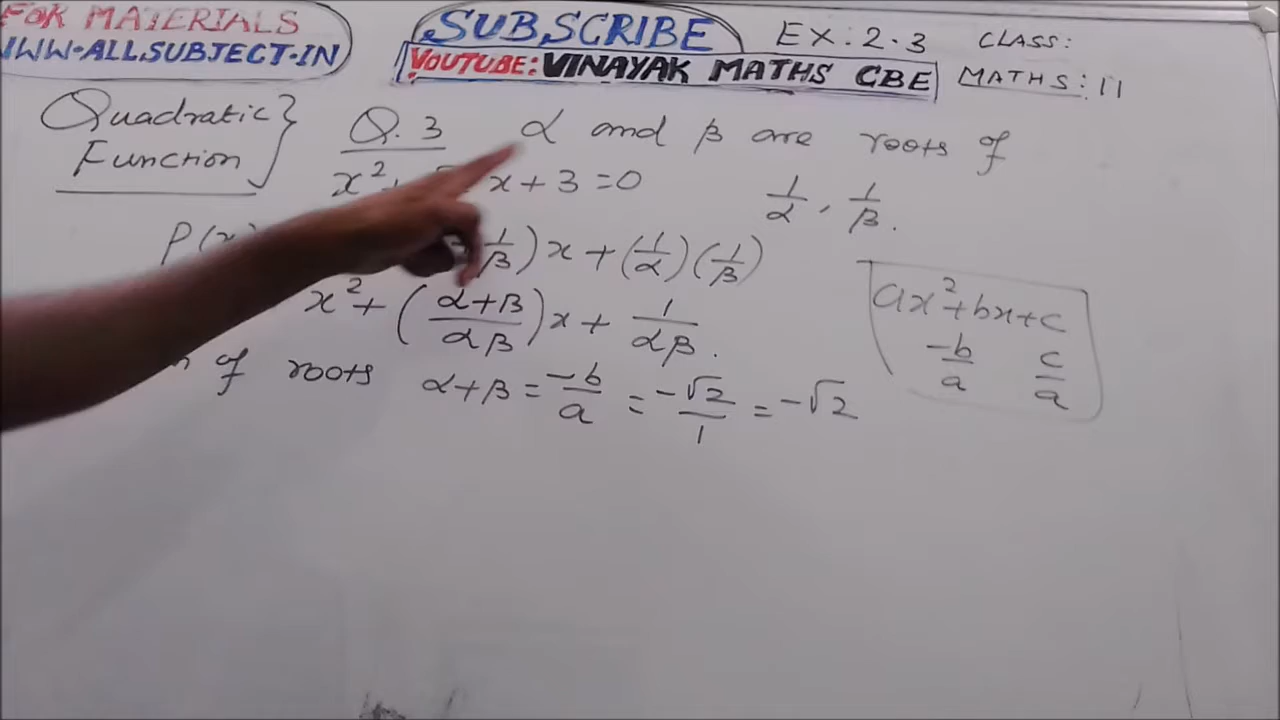 FOR MATERIALS
WWW.ALLSUBJECT.IN
SUBSCRIBE
YOUTUBE: VINAYAK MATHS CBE
EX: 2.3 CLASS:
MATHS: 11
Quadratic }
Function
Q. 3 α and β are roots of
x² + x + 3 = 0
1/α , 1/β .
P(x) 1/β) x + (1/α) (1/β)
x² + (α+β/αβ) x + 1/αβ .
of roots α+β = -b/a = -√2/1 = -√2
ax²+bx+c
-b/a c/a